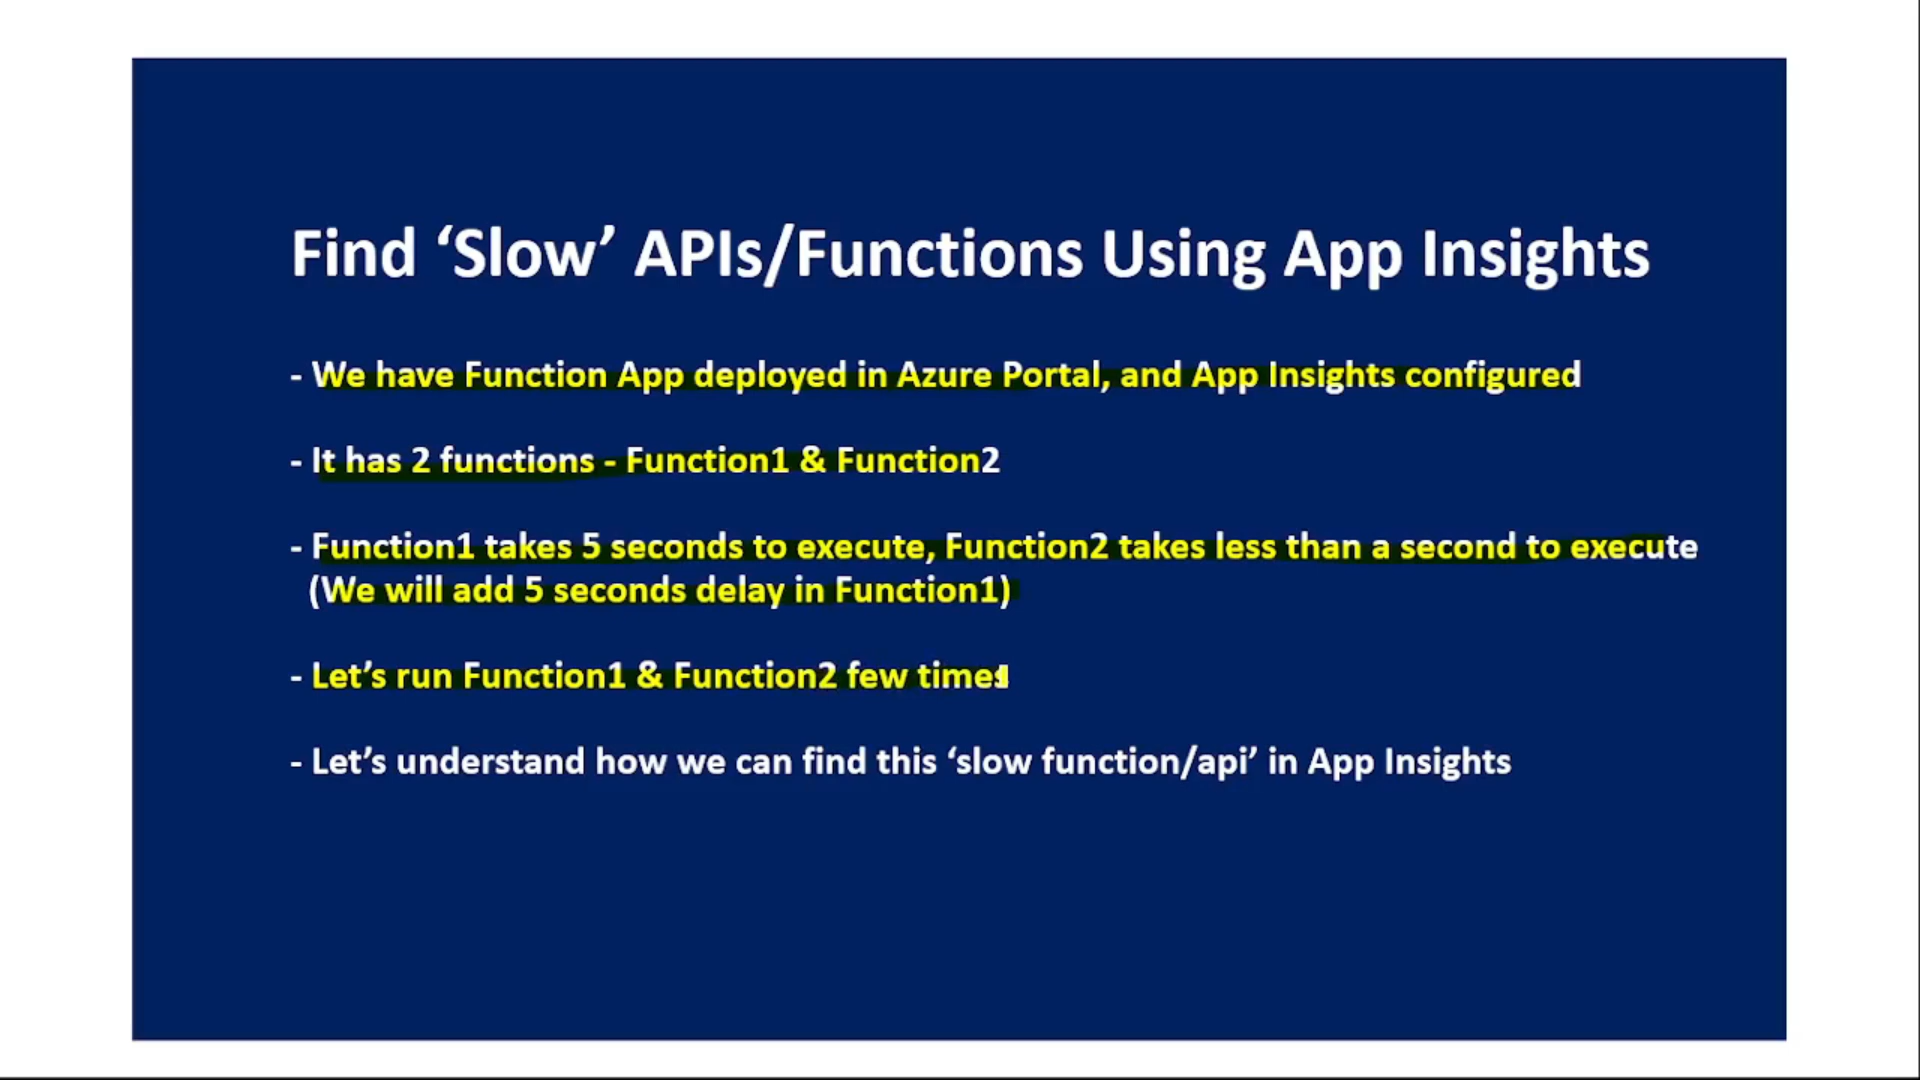 Find ‘Slow’ APIs/Functions Using App Insights
- We have Function App deployed in Azure Portal, and App Insights configured
- It has 2 functions - Function1 & Function2
- Function1 takes 5 seconds to execute, Function2 takes less than a second to execute
(We will add 5 seconds delay in Function1)
- Let’s run Function1 & Function2 few times
- Let’s understand how we can find this ‘slow function/api’ in App Insights